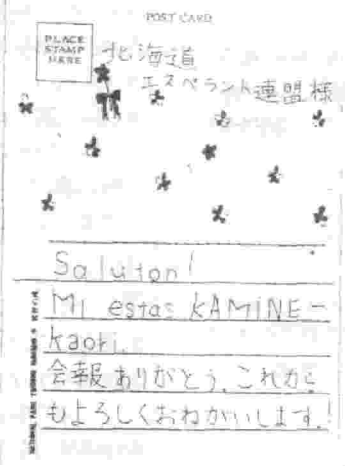 POST CARD
PLACE
STAMP
HERE
北海道
エスペラント連盟様
Saluton!
Mi estas KAMINE-
Kaori.
会報ありがとう。これから
もよろしくおねがいします!